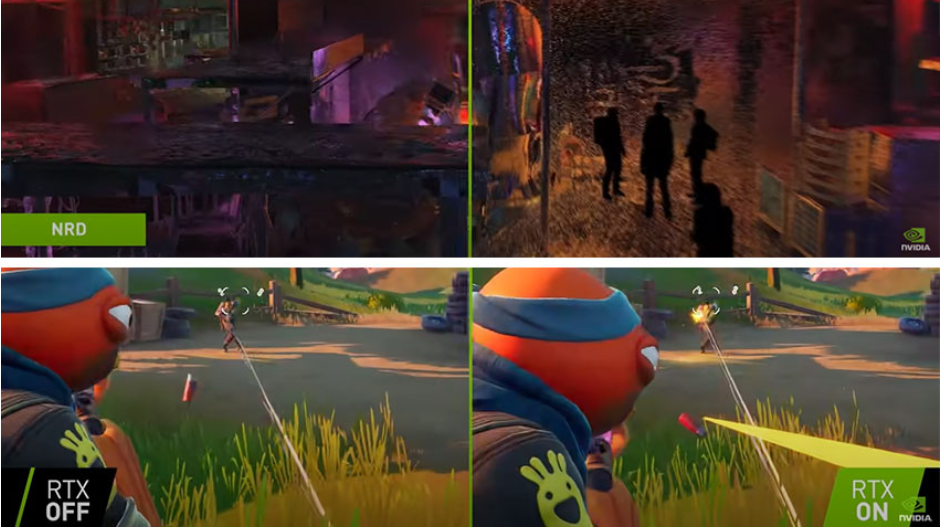 NRD
NVIDIA
RTX
OFF
RTX
ON
NVIDIA